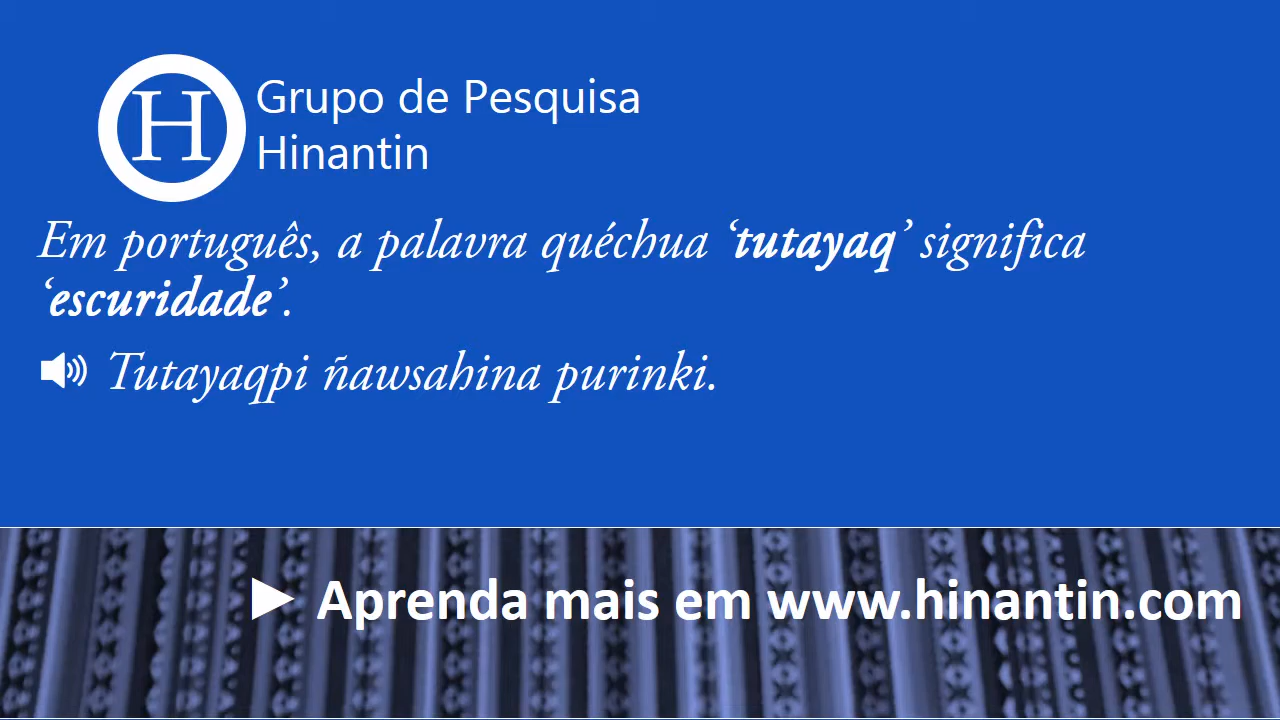 H
Grupo de Pesquisa
Hinantin
Em português, a palavra quéchua ‘tutayaq’ significa
‘escuridade’.
Tutayaqpi ñawsahina purinki.
► Aprenda mais em www.hinantin.com